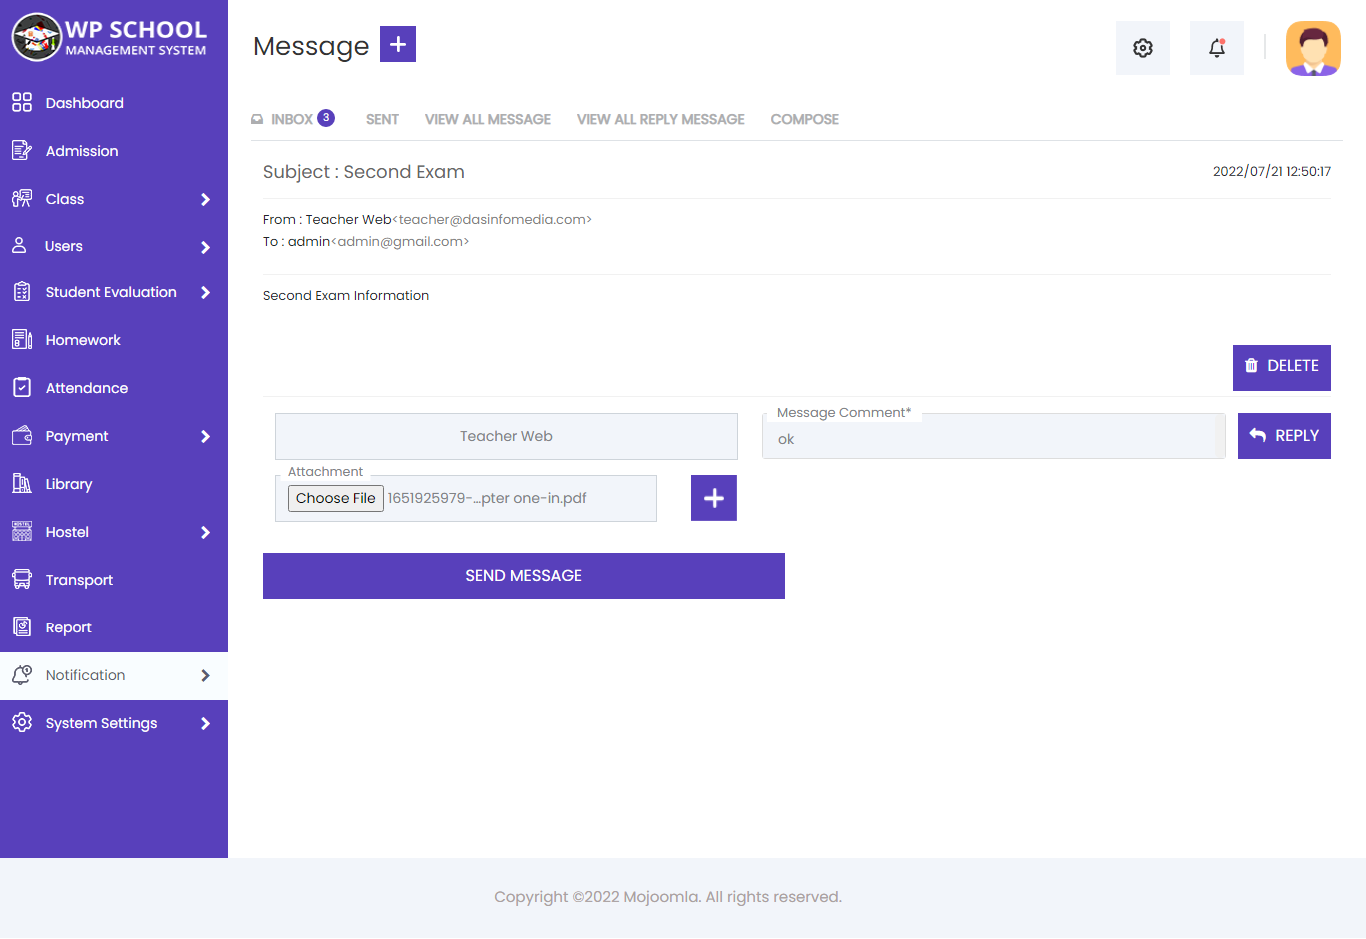 WP SCHOOL
MANAGEMENT SYSTEM
Dashboard
Admission
Class
Users
Student Evaluation
Homework
Attendance
Payment
Library
Hostel
Transport
Report
Notification
System Settings
Message
INBOX 3 SENT VIEW ALL MESSAGE VIEW ALL REPLY MESSAGE COMPOSE
Subject : Second Exam 2022/07/21 12:50:17
From : Teacher Web<teacher@dasinfomedia.com>
To : admin<admin@gmail.com>
Second Exam Information
DELETE
Teacher Web
Message Comment*
ok
REPLY
Attachment
Choose File 1651925979-...pter one-in.pdf
SEND MESSAGE
Copyright ©2022 Mojoomla. All rights reserved.